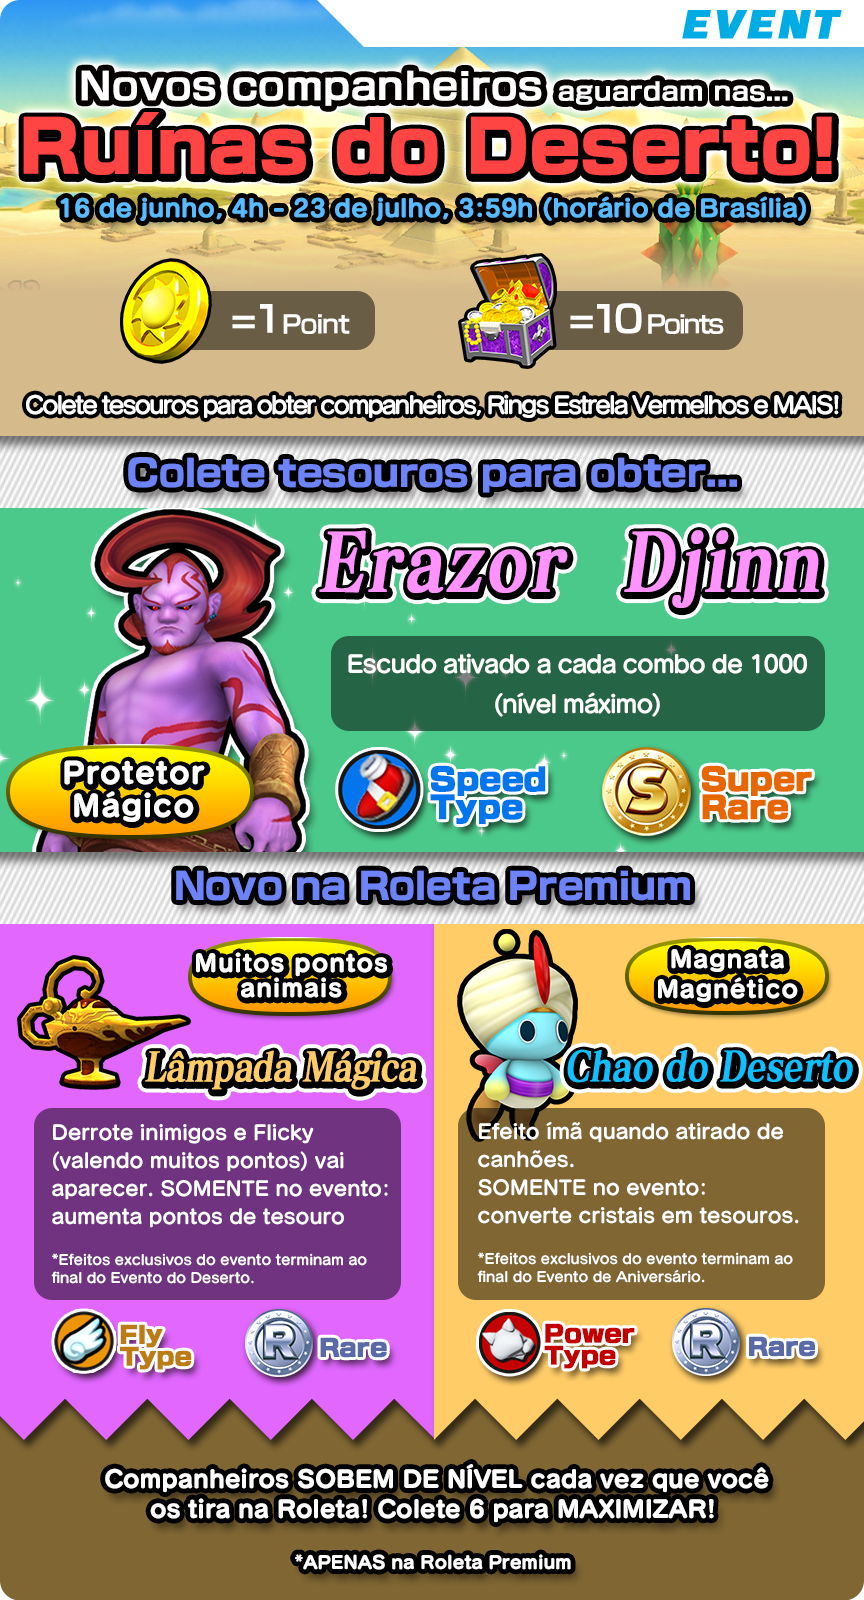 EVENT
Novos companheiros aguardam nas...
Ruínas do Deserto!
16 de junho, 4h - 23 de julho, 3:59h (horário de Brasília)
=1 Point
=10 Points
Colete tesouros para obter companheiros, Rings Estrela Vermelhos e MAIS!
Colete tesouros para obter...
Erazor Djinn
Escudo ativado a cada combo de 1000
(nível máximo)
Protetor
Mágico
Speed
Type
S
Super
Rare
Novo na Roleta Premium
Muitos pontos
animais
Lâmpada Mágica
Derrote inimigos e Flicky
(valendo muitos pontos) vai
aparecer. SOMENTE no evento:
aumenta pontos de tesouro
*Efeitos exclusivos do evento terminam ao
final do Evento do Deserto.
Fly
Type
R
Rare
Magnata
Magnético
Chao do Deserto
Efeito ímã quando atirado de
canhões.
SOMENTE no evento:
converte cristais em tesouros.
*Efeitos exclusivos do evento terminam ao
final do Evento de Aniversário.
Power
Type
R
Rare
Companheiros SOBEM DE NÍVEL cada vez que você
os tira na Roleta! Colete 6 para MAXIMIZAR!
*APENAS na Roleta Premium